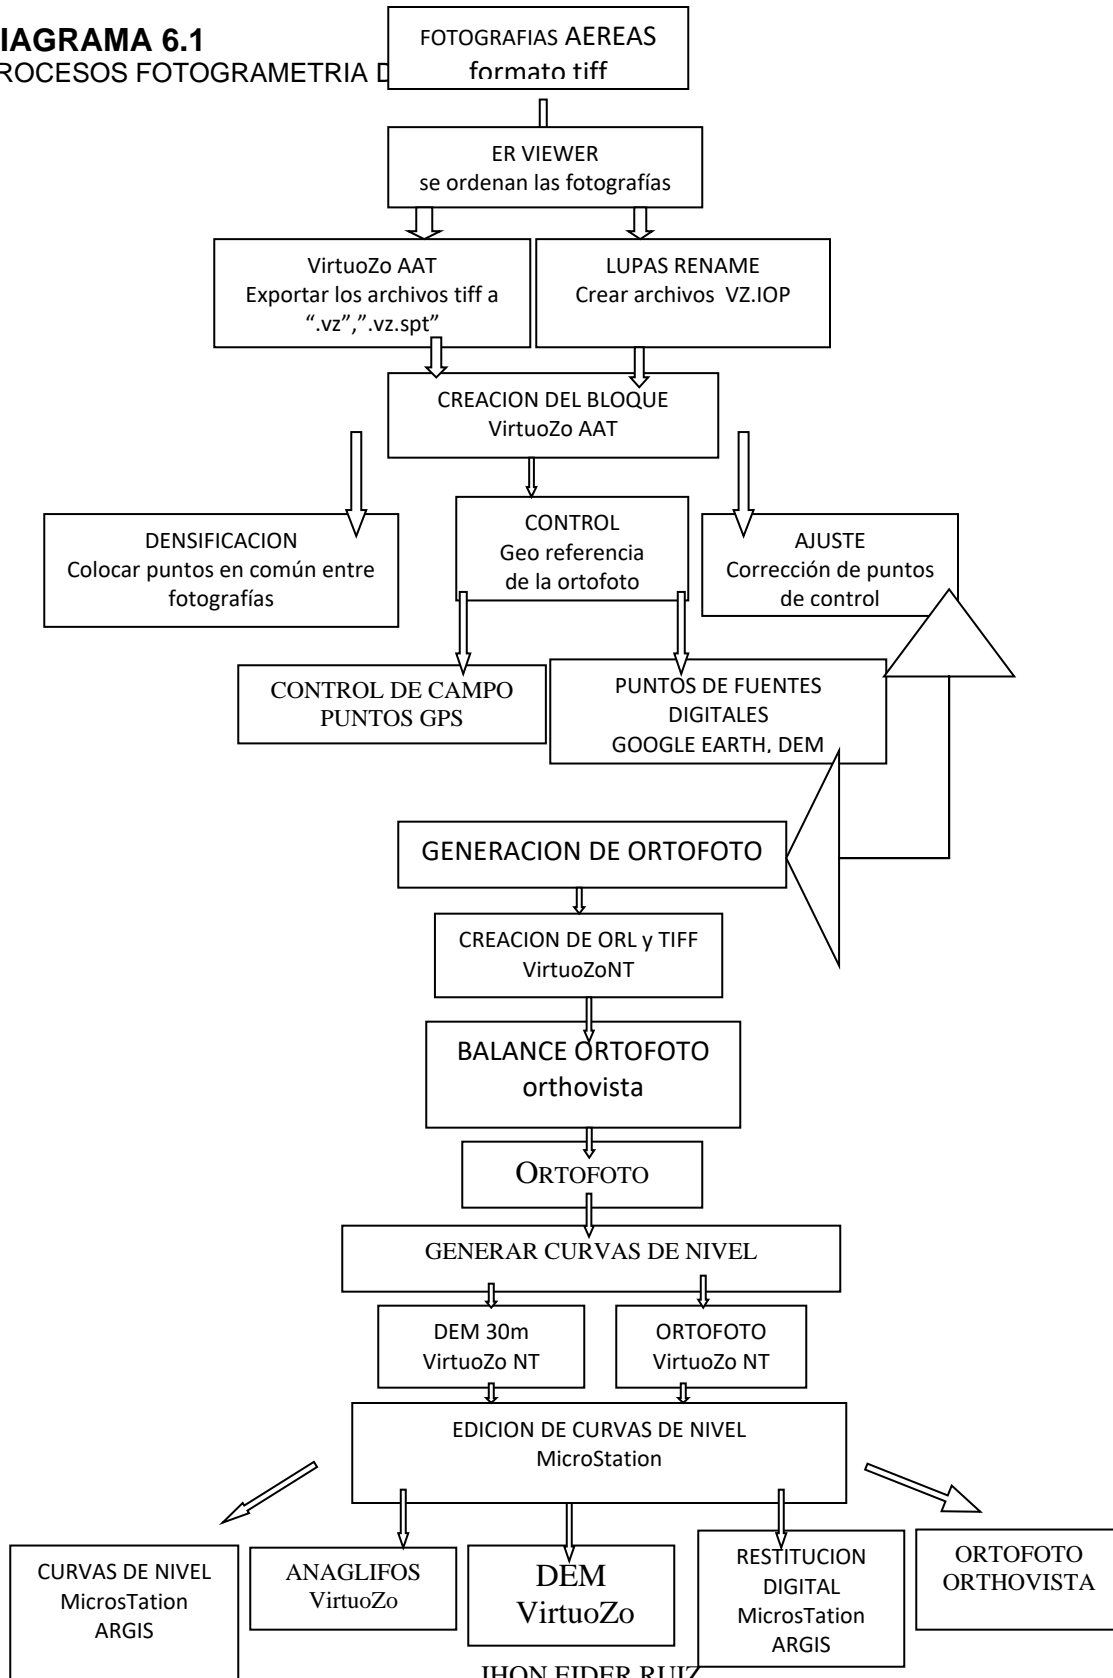 IAGRAMA 6.1
ROCESOS FOTOGRAMETRIA D
FOTOGRAFIAS AEREAS
formato tiff
ER VIEWER
se ordenan las fotografías
VirtuoZo AAT
Exportar los archivos tiff a
“.vz”,”.vz.spt”
LUPAS RENAME
Crear archivos VZ.IOP
CREACION DEL BLOQUE
VirtuoZo AAT
DENSIFICACION
Colocar puntos en común entre
fotografías
CONTROL
Geo referencia
de la ortofoto
AJUSTE
Corrección de puntos
de control
CONTROL DE CAMPO
PUNTOS GPS
PUNTOS DE FUENTES
DIGITALES
GOOGLE EARTH, DEM
GENERACION DE ORTOFOTO
CREACION DE ORL y TIFF
VirtuoZoNT
BALANCE ORTOFOTO
orthovista
ORTOFOTO
GENERAR CURVAS DE NIVEL
DEM 30m
VirtuoZo NT
ORTOFOTO
VirtuoZo NT
EDICION DE CURVAS DE NIVEL
MicroStation
CURVAS DE NIVEL
MicrosTation
ARGIS
ANAGLIFOS
VirtuoZo
DEM
VirtuoZo
RESTITUCION
DIGITAL
MicrosTation
ARGIS
ORTOFOTO
ORTHOVISTA
JHON FIDER RUIZ